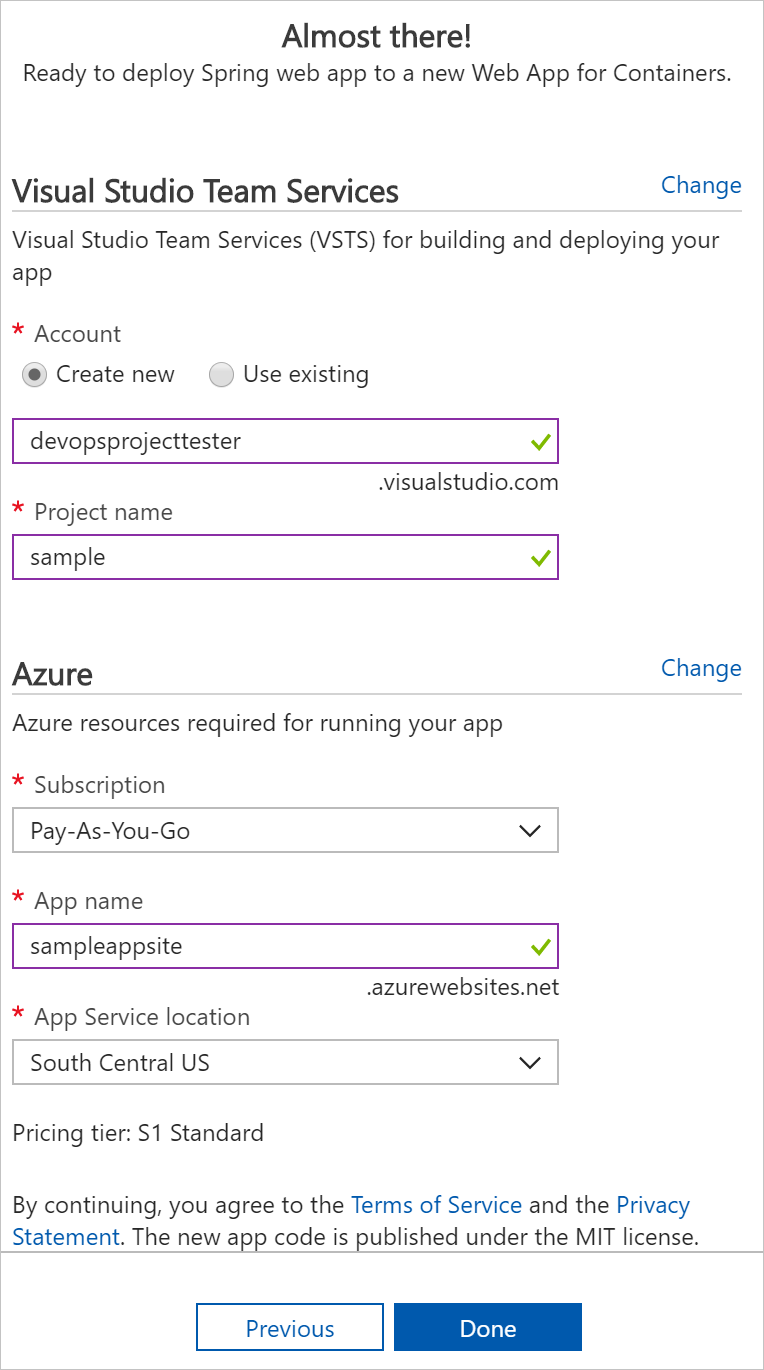 Almost there!
Ready to deploy Spring web app to a new Web App for Containers.
Visual Studio Team Services
Change
Visual Studio Team Services (VSTS) for building and deploying your
app
* Account
Create new
Use existing
devopsprojecttester
.visualstudio.com
* Project name
sample
Azure
Change
Azure resources required for running your app
* Subscription
Pay-As-You-Go
* App name
sampleappsite
.azurewebsites.net
* App Service location
South Central US
Pricing tier: S1 Standard
By continuing, you agree to the Terms of Service and the Privacy
Statement. The new app code is published under the MIT license.
Previous
Done